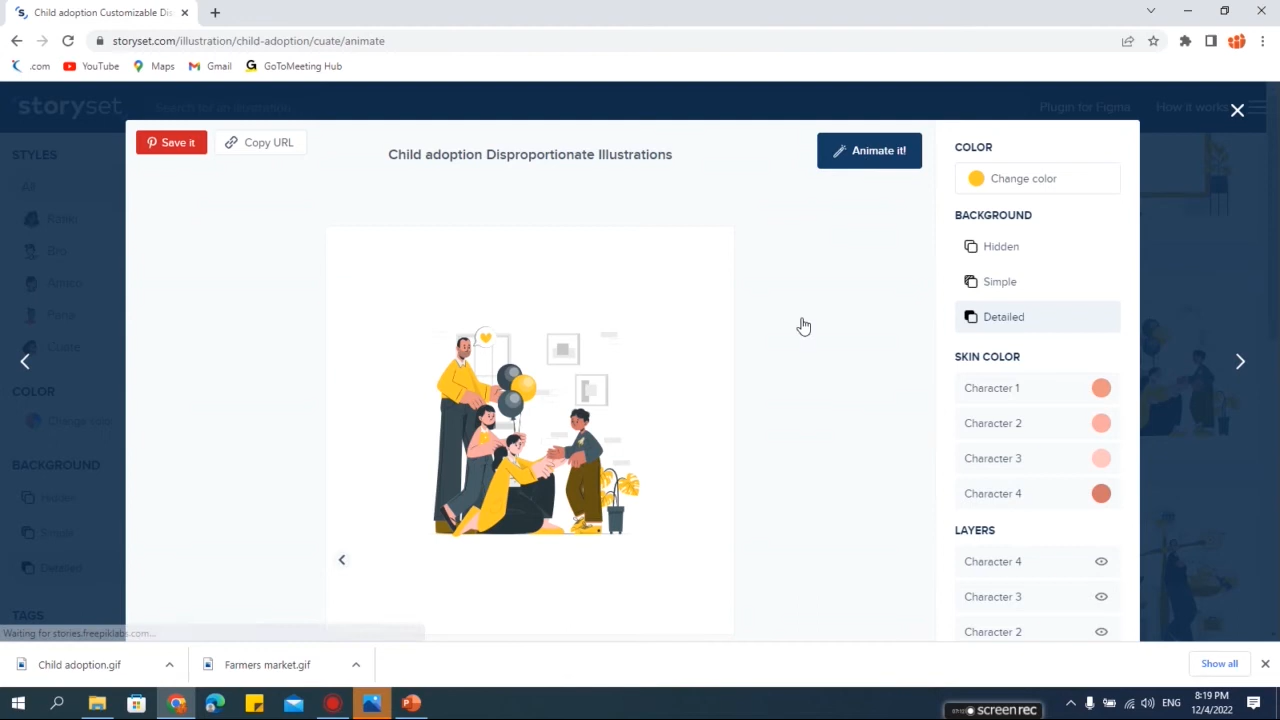 Child adoption Customizable Dis
storyset.com/illustration/child-adoption/cuate/animate
.com
YouTube
Maps
Gmail
GoToMeeting Hub
storyset
Search for an illustration
Plugin for Figma
How it works
Save it
Copy URL
Child adoption Disproportionate Illustrations
Animate it!
STYLES
All
Rafiki
Bro
Amico
Pana
Cuate
COLOR
Change color
BACKGROUND
Hidden
Simple
Detailed
TAGS
COLOR
Change color
BACKGROUND
Hidden
Simple
Detailed
SKIN COLOR
Character 1
Character 2
Character 3
Character 4
LAYERS
Character 4
Character 3
Character 2
Waiting for stories.freepiklabs.com...
Child adoption.gif
Farmers market.gif
Show all
ENG
8:19 PM
12/4/2022
screenrec